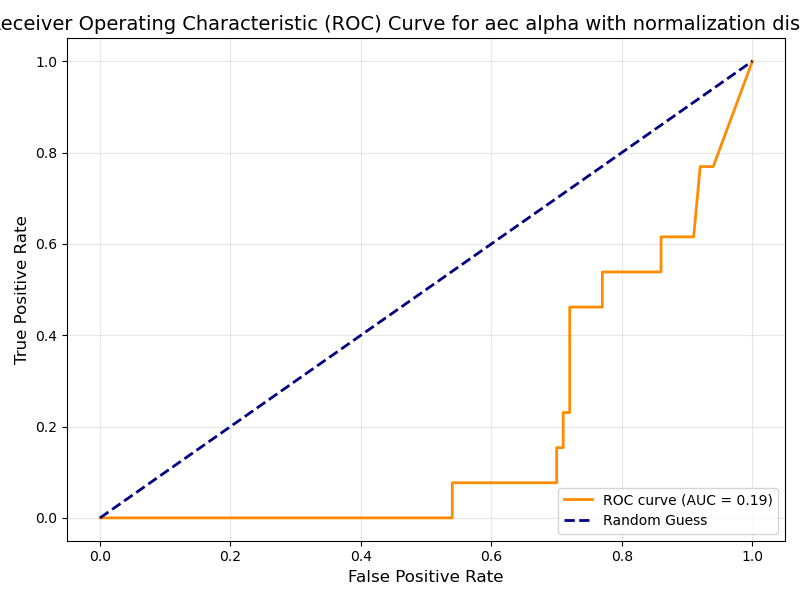 eceiver Operating Characteristic (ROC) Curve for aec alpha with normalization dis
True Positive Rate
1.0
0.8
0.6
0.4
0.2
0.0
ROC curve (AUC = 0.19)
Random Guess
0.0 0.2 0.4 0.6 0.8 1.0
False Positive Rate